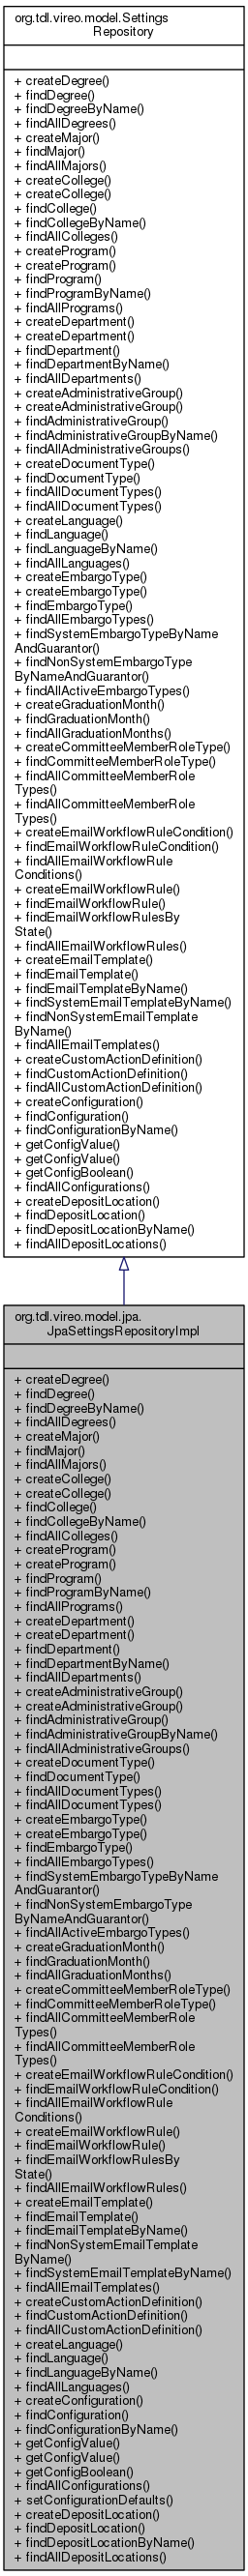 org.tdl.vireo.model.Settings
Repository
+ createDegree()
+ findDegree()
+ findDegreeByName()
+ findAllDegrees()
+ createMajor()
+ findMajor()
+ findAllMajors()
+ createCollege()
+ createCollege()
+ findCollege()
+ findCollegeByName()
+ findAllColleges()
+ createProgram()
+ createProgram()
+ findProgram()
+ findProgramByName()
+ findAllPrograms()
+ createDepartment()
+ createDepartment()
+ findDepartment()
+ findDepartmentByName()
+ findAllDepartments()
+ createAdministrativeGroup()
+ createAdministrativeGroup()
+ findAdministrativeGroup()
+ findAdministrativeGroupByName()
+ findAllAdministrativeGroups()
+ createDocumentType()
+ findDocumentType()
+ findAllDocumentTypes()
+ findAllDocumentTypes()
+ createLanguage()
+ findLanguage()
+ findLanguageByName()
+ findAllLanguages()
+ createEmbargoType()
+ createEmbargoType()
+ findEmbargoType()
+ findAllEmbargoTypes()
+ findSystemEmbargoTypeByName
AndGuarantor()
+ findNonSystemEmbargoType
ByNameAndGuarantor()
+ findAllActiveEmbargoTypes()
+ createGraduationMonth()
+ findGraduationMonth()
+ findAllGraduationMonths()
+ createCommitteeMemberRoleType()
+ findCommitteeMemberRoleType()
+ findAllCommitteeMemberRole
Types()
+ findAllCommitteeMemberRole
Types()
+ createEmailWorkflowRuleCondition()
+ findEmailWorkflowRuleCondition()
+ findAllEmailWorkflowRule
Conditions()
+ createEmailWorkflowRule()
+ findEmailWorkflowRule()
+ findEmailWorkflowRulesBy
State()
+ findAllEmailWorkflowRules()
+ createEmailTemplate()
+ findEmailTemplate()
+ findEmailTemplateByName()
+ findSystemEmailTemplateByName()
+ findNonSystemEmailTemplate
ByName()
+ findAllEmailTemplates()
+ createCustomActionDefinition()
+ findCustomActionDefinition()
+ findAllCustomActionDefinition()
+ createConfiguration()
+ findConfiguration()
+ findConfigurationByName()
+ getConfigValue()
+ getConfigValue()
+ getConfigBoolean()
+ findAllConfigurations()
+ createDepositLocation()
+ findDepositLocation()
+ findDepositLocationByName()
+ findAllDepositLocations()
org.tdl.vireo.model.jpa.
JpaSettingsRepositoryImpl
+ createDegree()
+ findDegree()
+ findDegreeByName()
+ findAllDegrees()
+ createMajor()
+ findMajor()
+ findAllMajors()
+ createCollege()
+ createCollege()
+ findCollege()
+ findCollegeByName()
+ findAllColleges()
+ createProgram()
+ createProgram()
+ findProgram()
+ findProgramByName()
+ findAllPrograms()
+ createDepartment()
+ createDepartment()
+ findDepartment()
+ findDepartmentByName()
+ findAllDepartments()
+ createAdministrativeGroup()
+ createAdministrativeGroup()
+ findAdministrativeGroup()
+ findAdministrativeGroupByName()
+ findAllAdministrativeGroups()
+ createDocumentType()
+ findDocumentType()
+ findAllDocumentTypes()
+ findAllDocumentTypes()
+ createEmbargoType()
+ createEmbargoType()
+ findEmbargoType()
+ findAllEmbargoTypes()
+ findSystemEmbargoTypeByName
AndGuarantor()
+ findNonSystemEmbargoType
ByNameAndGuarantor()
+ findAllActiveEmbargoTypes()
+ createGraduationMonth()
+ findGraduationMonth()
+ findAllGraduationMonths()
+ createCommitteeMemberRoleType()
+ findCommitteeMemberRoleType()
+ findAllCommitteeMemberRole
Types()
+ findAllCommitteeMemberRole
Types()
+ createEmailWorkflowRuleCondition()
+ findEmailWorkflowRuleCondition()
+ findAllEmailWorkflowRule
Conditions()
+ createEmailWorkflowRule()
+ findEmailWorkflowRule()
+ findEmailWorkflowRulesBy
State()
+ findAllEmailWorkflowRules()
+ createEmailTemplate()
+ findEmailTemplate()
+ findEmailTemplateByName()
+ findNonSystemEmailTemplate
ByName()
+ findSystemEmailTemplateByName()
+ findAllEmailTemplates()
+ createCustomActionDefinition()
+ findCustomActionDefinition()
+ findAllCustomActionDefinition()
+ createLanguage()
+ findLanguage()
+ findLanguageByName()
+ findAllLanguages()
+ createConfiguration()
+ findConfiguration()
+ findConfigurationByName()
+ getConfigValue()
+ getConfigValue()
+ getConfigBoolean()
+ findAllConfigurations()
+ setConfigurationDefaults()
+ createDepositLocation()
+ findDepositLocation()
+ findDepositLocationByName()
+ findAllDepositLocations()